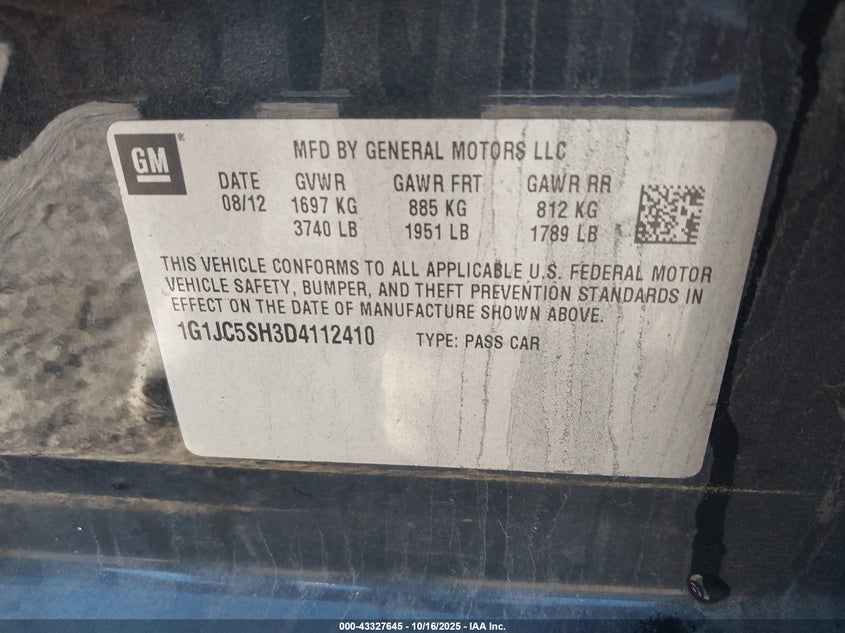 GM®
MFD BY GENERAL MOTORS LLC
DATE GVWR GAWR FRT GAWR RR
08/12 1697 KG 885 KG 812 KG
3740 LB 1951 LB 1789 LB
THIS VEHICLE CONFORMS TO ALL APPLICABLE U.S. FEDERAL MOTOR
VEHICLE SAFETY, BUMPER, AND THEFT PREVENTION STANDARDS IN
EFFECT ON THE DATE OF MANUFACTURE SHOWN ABOVE.
1G1JC5SH3D4112410 TYPE: PASS CAR
000-43327645 - 10/16/2025 - IAA Inc.